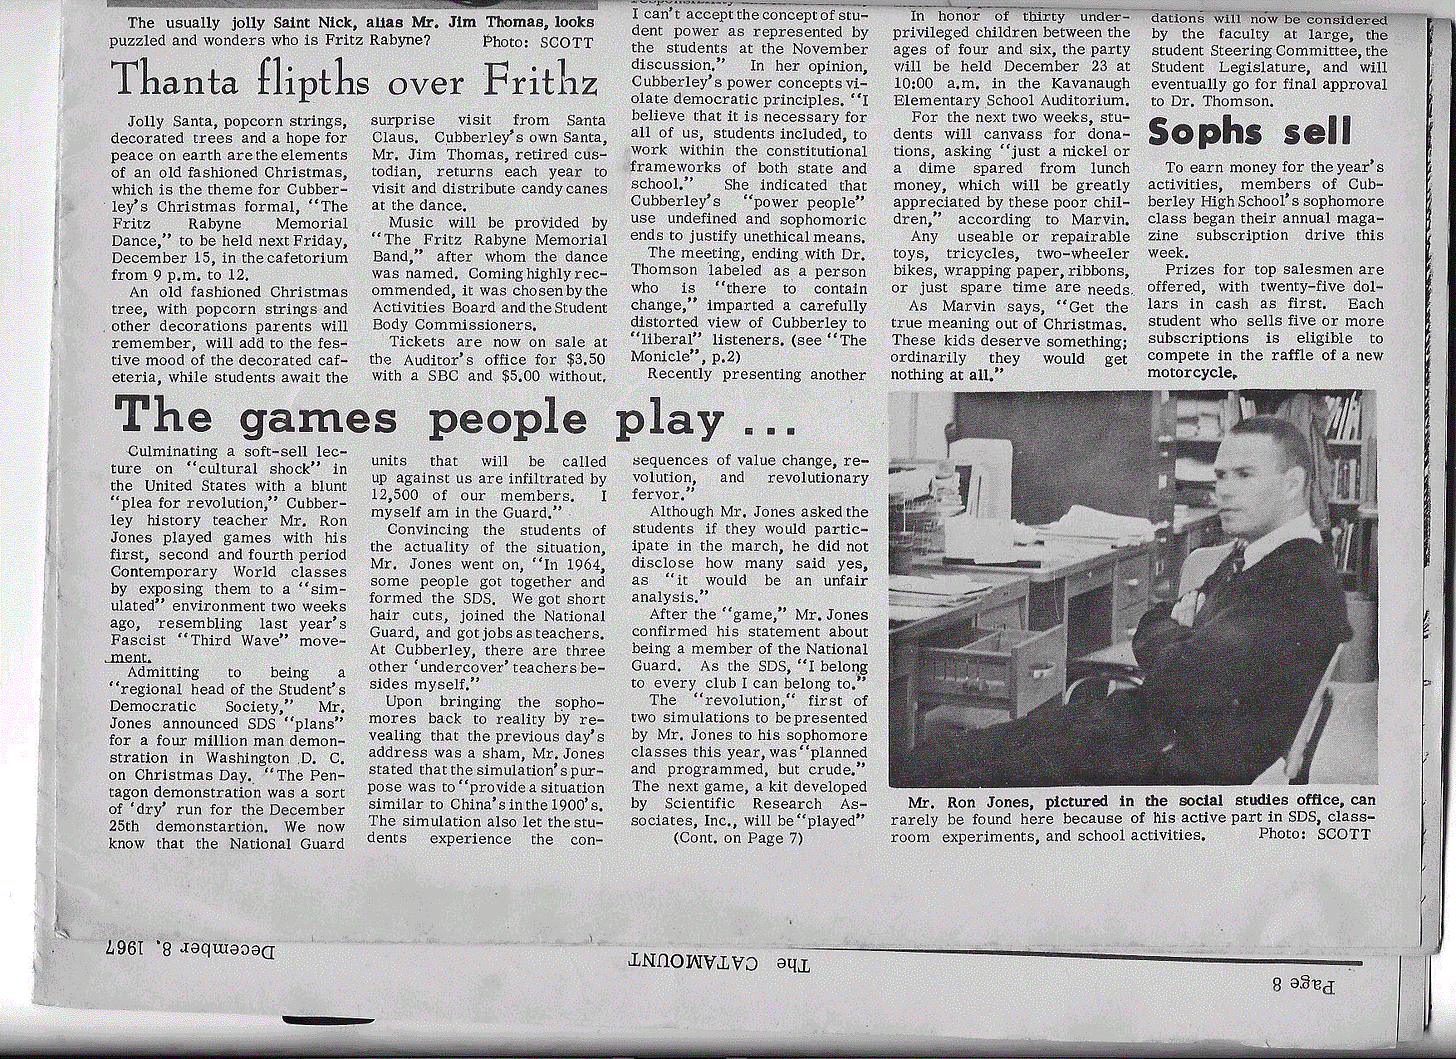 The usually jolly Saint Nick, alias Mr. Jim Thomas, looks
puzzled and wonders who is Fritz Rabyne? Photo: SCOTT
Thanta flipths over Frithz
Jolly Santa, popcorn strings,
decorated trees and a hope for
peace on earth are the elements
of an old fashioned Christmas,
which is the theme for Cubber-
ley's Christmas formal, "The
Fritz Rabyne Memorial
Dance," to be held next Friday,
December 15, in the cafetorium
from 9 p.m. to 12.
An old fashioned Christmas
tree, with popcorn strings and
other decorations parents will
remember, will add to the fes-
tive mood of the decorated caf-
eteria, while students await the
surprise visit from Santa
Claus. Cubberley's own Santa,
Mr. Jim Thomas, retired cus-
todian, returns each year to
visit and distribute candy canes
at the dance.
Music will be provided by
"The Fritz Rabyne Memorial
Band," after whom the dance
was named. Coming highly rec-
ommended, it was chosen by the
Activities Board and the Student
Body Commissioners.
Tickets are now on sale at
the Auditor's office for $3.50
with a SBC and $5.00 without.
I can't accept the concept of stu-
dent power as represented by
the students at the November
discussion." In her opinion,
Cubberley's power concepts vi-
olate democratic principles. "I
believe that it is necessary for
all of us, students included, to
work within the constitutional
frameworks of both state and
school." She indicated that
Cubberley's "power people"
use undefined and sophomoric
ends to justify unethical means.
The meeting, ending with Dr.
Thomson labeled as a person
who is "there to contain
change," imparted a carefully
distorted view of Cubberley to
"liberal" listeners. (see "The
Monicle", p.2)
Recently presenting another
In honor of thirty under-
privileged children between the
ages of four and six, the party
will be held December 23 at
10:00 a.m. in the Kavanaugh
Elementary School Auditorium.
For the next two weeks, stu-
dents will canvass for dona-
tions, asking "just a nickel or
a dime spared from lunch
money, which will be greatly
appreciated by these poor chil-
dren," according to Marvin.
Any useable or repairable
toys, tricycles, two-wheeler
bikes, wrapping paper, ribbons,
or just spare time are needs.
As Marvin says, "Get the
true meaning out of Christmas.
These kids deserve something;
ordinarily they would get
nothing at all."
dations will now be considered
by the faculty at large, the
student Steering Committee, the
Student Legislature, and will
eventually go for final approval
to Dr. Thomson.
Sophs sell
To earn money for the year's
activities, members of Cub-
berley High School's sophomore
class began their annual maga-
zine subscription drive this
week.
Prizes for top salesmen are
offered, with twenty-five dol-
lars in cash as first. Each
student who sells five or more
subscriptions is eligible to
compete in the raffle of a new
motorcycle.
The games people play ...
Culminating a soft-sell lec-
ture on "cultural shock" in
the United States with a blunt
"plea for revolution," Cubber-
ley history teacher Mr. Ron
Jones played games with his
first, second and fourth period
Contemporary World classes
by exposing them to a "sim-
ulated" environment two weeks
ago, resembling last year's
Fascist "Third Wave" move-
ment.
Admitting to being a
"regional head of the Student's
Democratic Society," Mr.
Jones announced SDS "plans"
for a four million man demon-
stration in Washington D. C.
on Christmas Day. "The Pen-
tagon demonstration was a sort
of 'dry' run for the December
25th demonstartion. We now
know that the National Guard
units that will be called
up against us are infiltrated by
12,500 of our members. I
myself am in the Guard."
Convincing the students of
the actuality of the situation,
Mr. Jones went on, "In 1964,
some people got together and
formed the SDS. We got short
hair cuts, joined the National
Guard, and got jobs as teachers.
At Cubberley, there are three
other 'undercover' teachers be-
sides myself."
Upon bringing the sopho-
mores back to reality by re-
vealing that the previous day's
address was a sham, Mr. Jones
stated that the simulation's pur-
pose was to "provide a situation
similar to China's in the 1900's.
The simulation also let the stu-
dents experience the con-
sequences of value change, re-
volution, and revolutionary
fervor."
Although Mr. Jones asked the
students if they would partic-
ipate in the march, he did not
disclose how many said yes,
as "it would be an unfair
analysis."
After the "game," Mr. Jones
confirmed his statement about
being a member of the National
Guard. As the SDS, "I belong
to every club I can belong to."
The "revolution," first of
two simulations to be presented
by Mr. Jones to his sophomore
classes this year, was "planned
and programmed, but crude."
The next game, a kit developed
by Scientific Research As-
sociates, Inc., will be "played"
(Cont. on Page 7)
Mr. Ron Jones, pictured in the social studies office, can
rarely be found here because of his active part in SDS, class-
room experiments, and school activities. Photo: SCOTT
Page 8
The CATAMOUNT
December 8, 1967